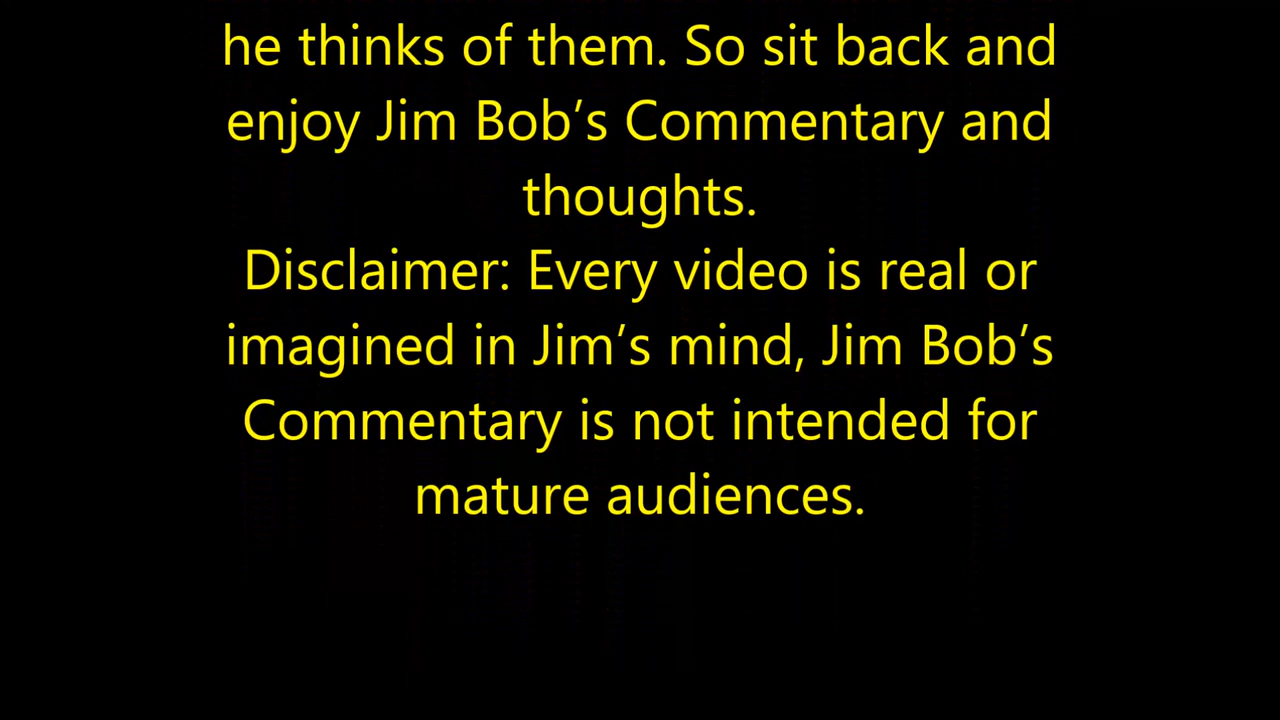 he thinks of them. So sit back and
enjoy Jim Bob’s Commentary and
thoughts.
Disclaimer: Every video is real or
imagined in Jim’s mind, Jim Bob’s
Commentary is not intended for
mature audiences.